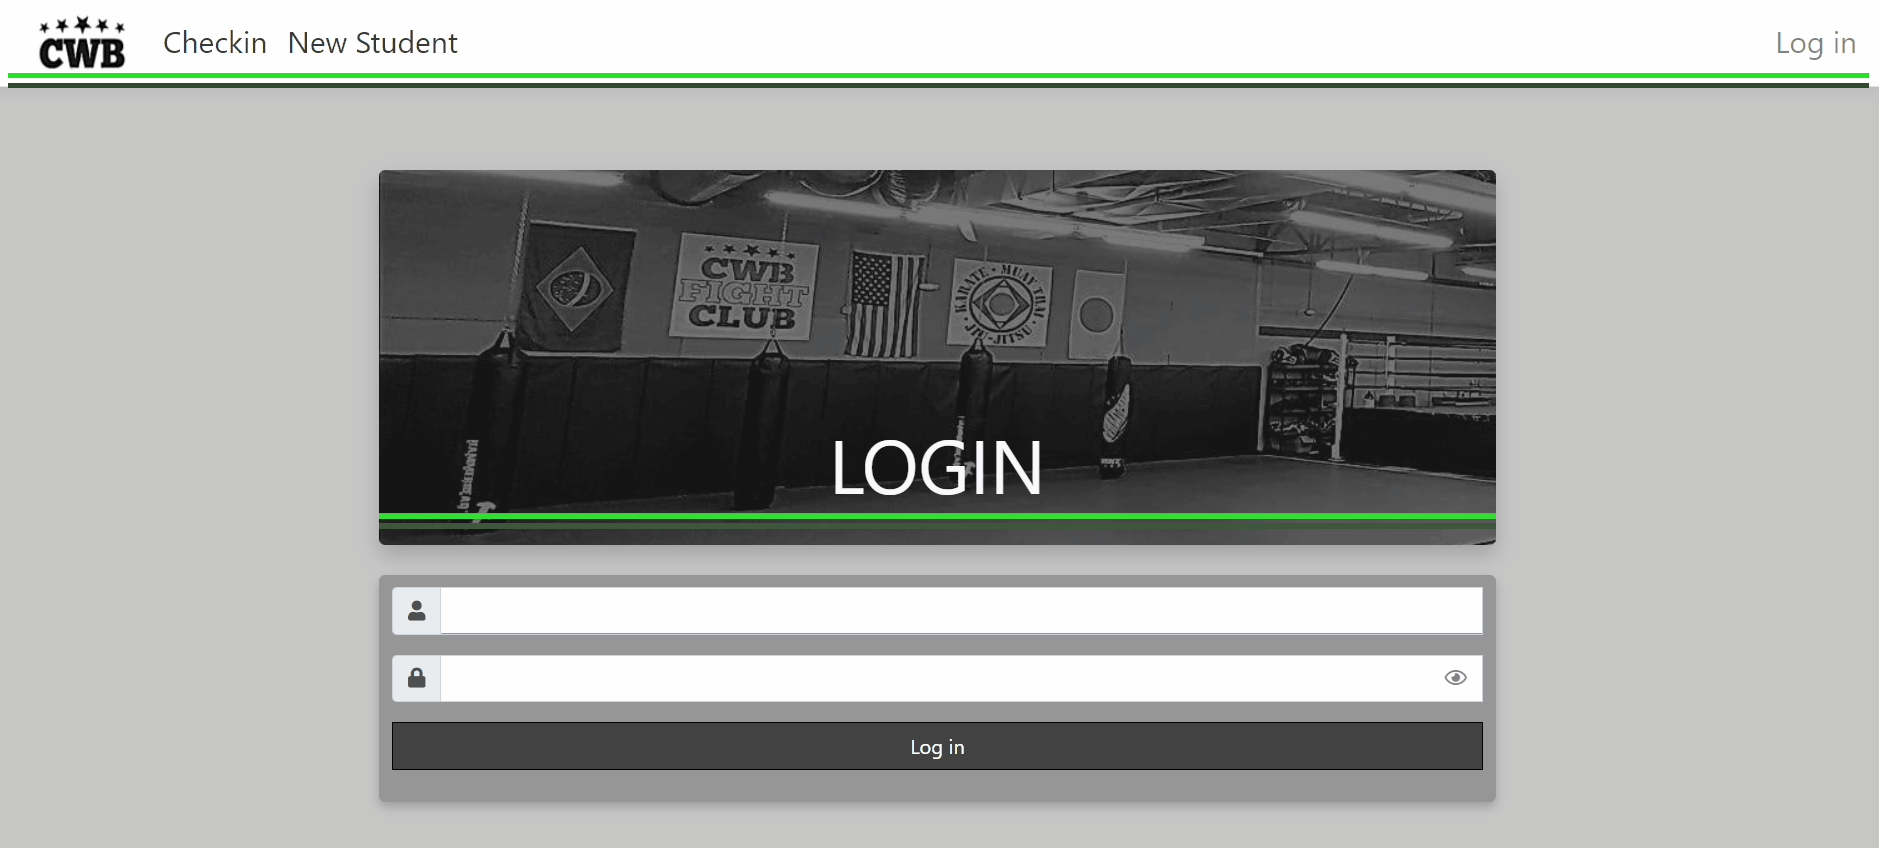 CWB
Checkin New Student
Log in
CWB
FIGHT
CLUB
KARATE • MUAY THAI • JIU-JITSU •
LOGIN
Log in